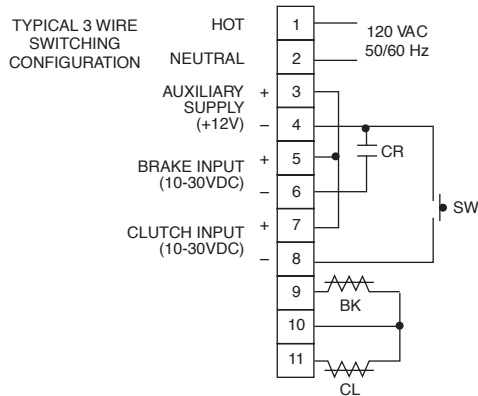 TYPICAL 3 WIRE
SWITCHING
CONFIGURATION
HOT
1
120 VAC
50/60 Hz
NEUTRAL
2
AUXILIARY
SUPPLY
(+12V)
+
3
–
4
BRAKE INPUT
(10-30VDC)
+
5
–
6
CR
CLUTCH INPUT
(10-30VDC)
+
7
–
8
SW
9
BK
10
11
CL